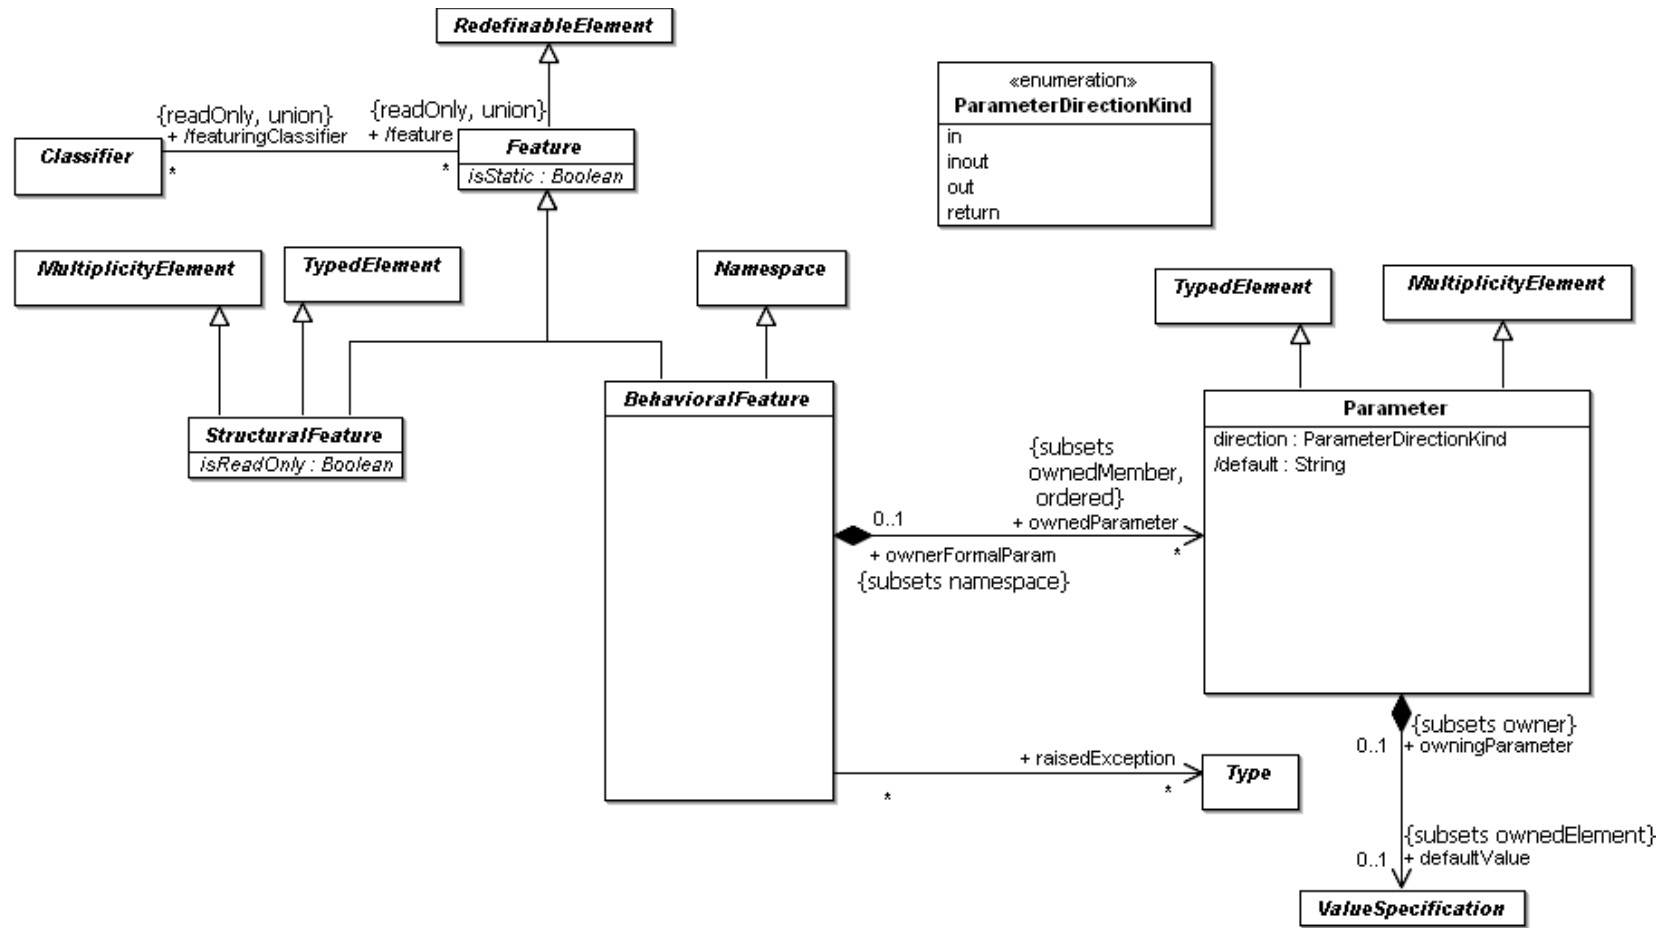 RedefinableElement
«enumeration»
ParameterDirectionKind
in
inout
out
return
{readOnly, union}
+ /featuringClassifier
*
{readOnly, union}
+ /feature
*
Classifier
Feature
isStatic : Boolean
MultiplicityElement
TypedElement
Namespace
TypedElement
MultiplicityElement
BehavioralFeature
Parameter
direction : ParameterDirectionKind
/default : String
StructuralFeature
isReadOnly : Boolean
{subsets
ownedMember,
ordered}
0..1
+ ownedParameter
*
+ ownerFormalParam
{subsets namespace}
{subsets owner}
0..1
+ owningParameter
+ raisedException
*
*
Type
{subsets ownedElement}
0..1
+ defaultValue
ValueSpecification